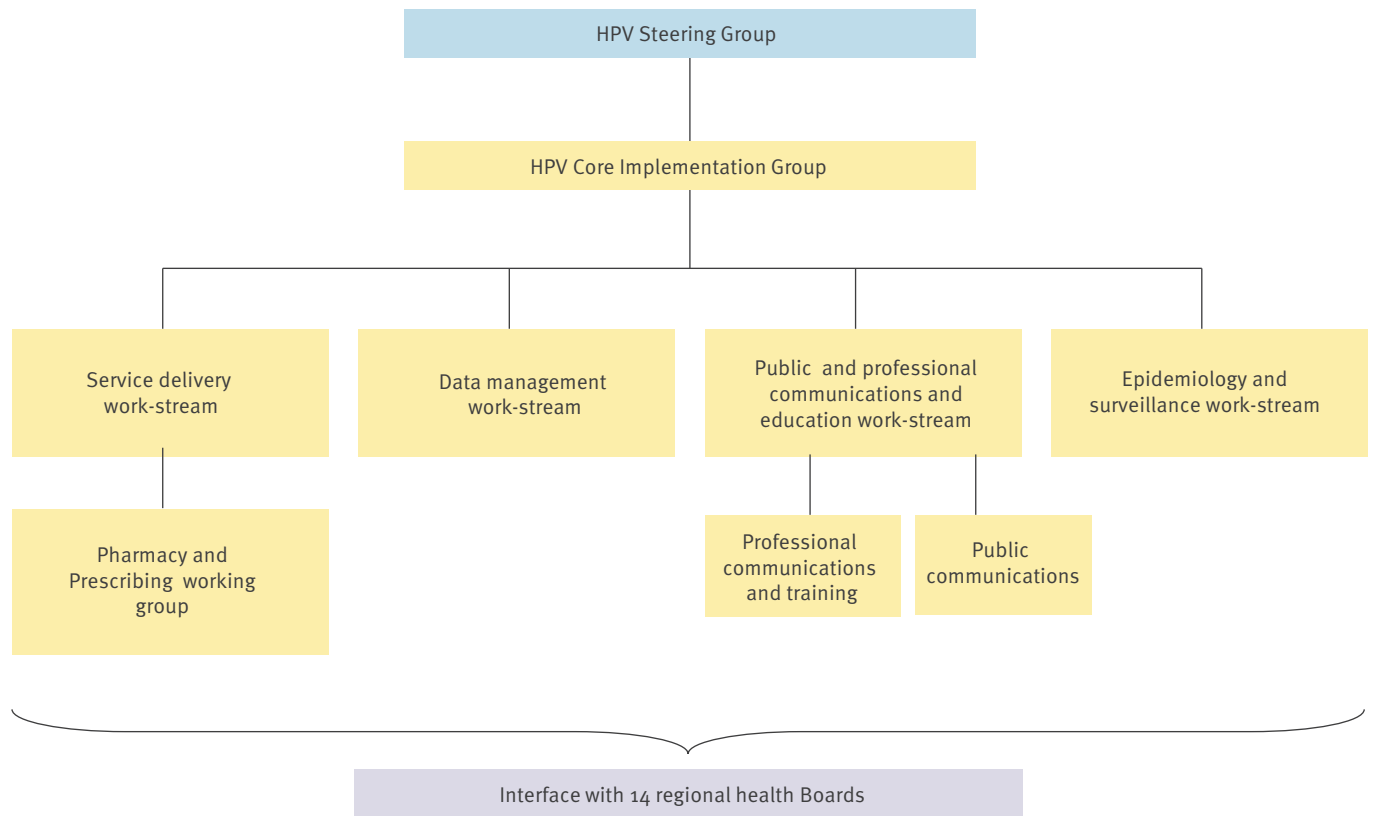 HPV Steering Group
HPV Core Implementation Group
Service delivery
work-stream
Data management
work-stream
Public and professional
communications and
education work-stream
Epidemiology and
surveillance work-stream
Pharmacy and
Prescribing working
group
Professional
communications
and training
Public
communications
Interface with 14 regional health Boards